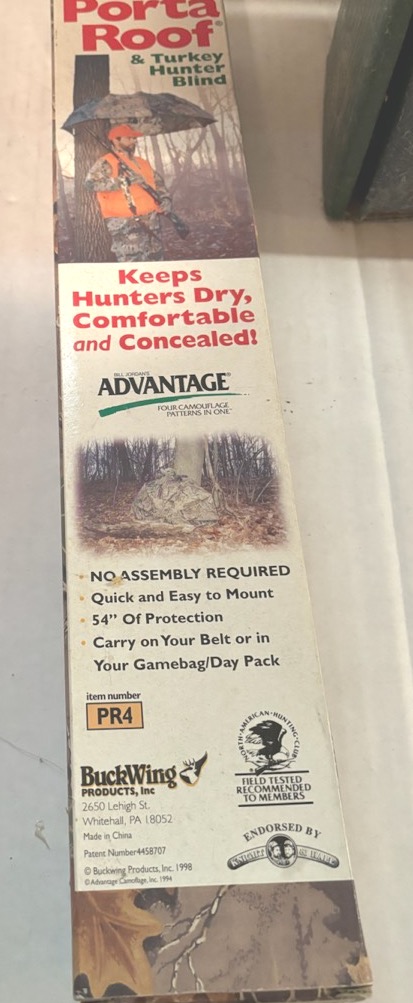 Porta
Roof®
& Turkey
Hunter
Blind
Keeps
Hunters Dry,
Comfortable
and Concealed!
BILL JORDAN'S
ADVANTAGE®
FOUR CAMOUFLAGE
PATTERNS IN ONE™
• NO ASSEMBLY REQUIRED
• Quick and Easy to Mount
• 54” Of Protection
• Carry on Your Belt or in
Your Gamebag/Day Pack
item number
PR4
BuckWing
PRODUCTS, Inc
2650 Lehigh St.
Whitehall, PA 18052
Made in China
Patent Number4458707
© Buckwing Products, Inc. 1998
© Advantage Camoflage, Inc. 1994
NORTH·AMERICAN·HUNTING·CLUB
FIELD TESTED
RECOMMENDED
TO MEMBERS
ENDORSED BY